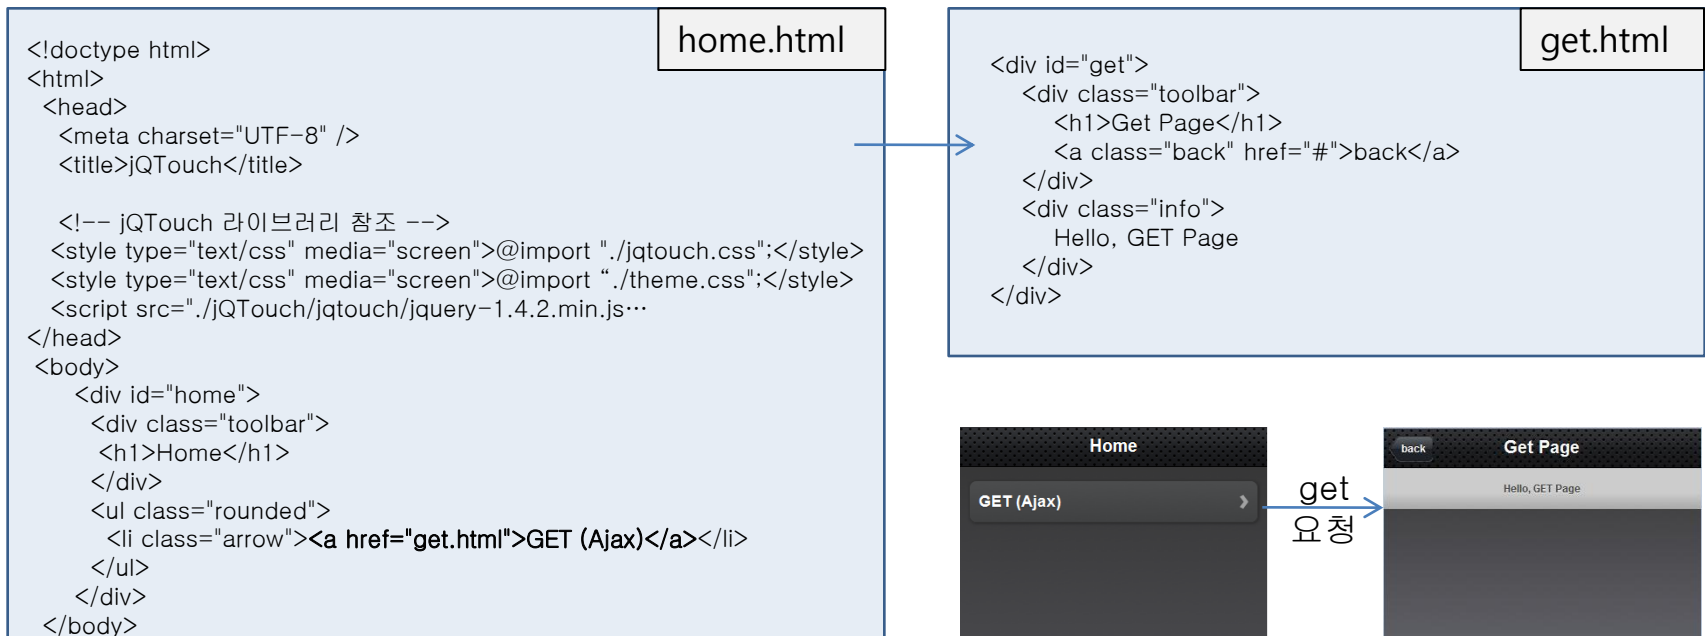 home.html
<!doctype html>
<html>
<head>
<meta charset="UTF-8" />
<title>jQTouch</title>
<!-- jQTouch 라이브러리 참조 -->
<style type="text/css" media="screen">@import "./jqtouch.css";</style>
<style type="text/css" media="screen">@import “./theme.css";</style>
<script src="./jQTouch/jqtouch/jquery-1.4.2.min.js…
</head>
<body>
<div id="home">
<div class="toolbar">
<h1>Home</h1>
</div>
<ul class="rounded">
<li class="arrow"><a href="get.html">GET (Ajax)</a></li>
</ul>
</div>
</body>
get.html
<div id="get">
<div class="toolbar">
<h1>Get Page</h1>
<a class="back" href="#">back</a>
</div>
<div class="info">
Hello, GET Page
</div>
</div>
Home
GET (Ajax)
get
요청
back
Get Page
Hello, GET Page